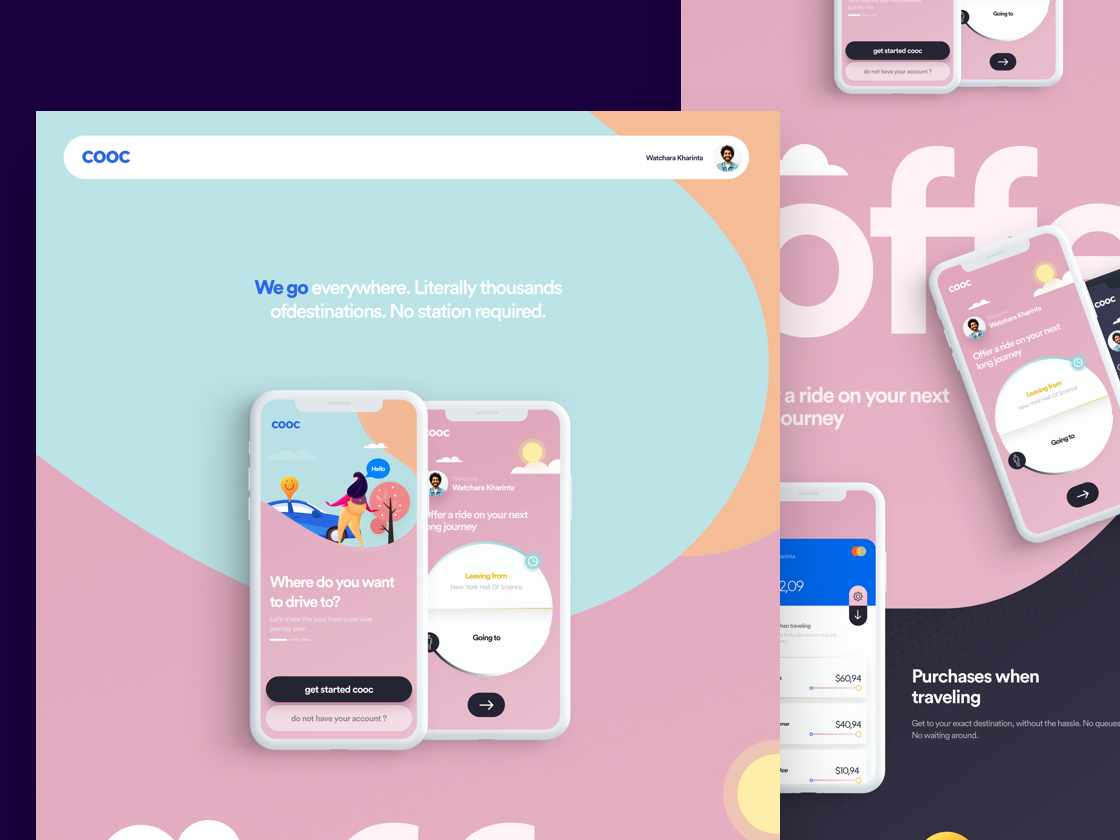 cooc
Watchara Kharinta
We go everywhere. Literally thousands
ofdestinations. No station required.
cooc
Hello
Where do you want
to drive to?
Let's make this your least expensive
journey ever.
get started cooc
do not have your account ?
cooc
Welcome
Watchara Kharinta
offer a ride on your next
long journey
Leaving from
New York Hall Of Science
Going to
Going to
get started cooc
do not have your account ?
offe
a ride on your next
ourney
cooc
Welcome
Watchara Kharinta
Offer a ride on your next
long journey
Leaving from
New York Hall Of Science
Going to
cooc
2,09
when traveling
$60,94
$40,94
$10,94
Purchases when
traveling
Get to your exact destination, without the hassle. No queues
No waiting around.